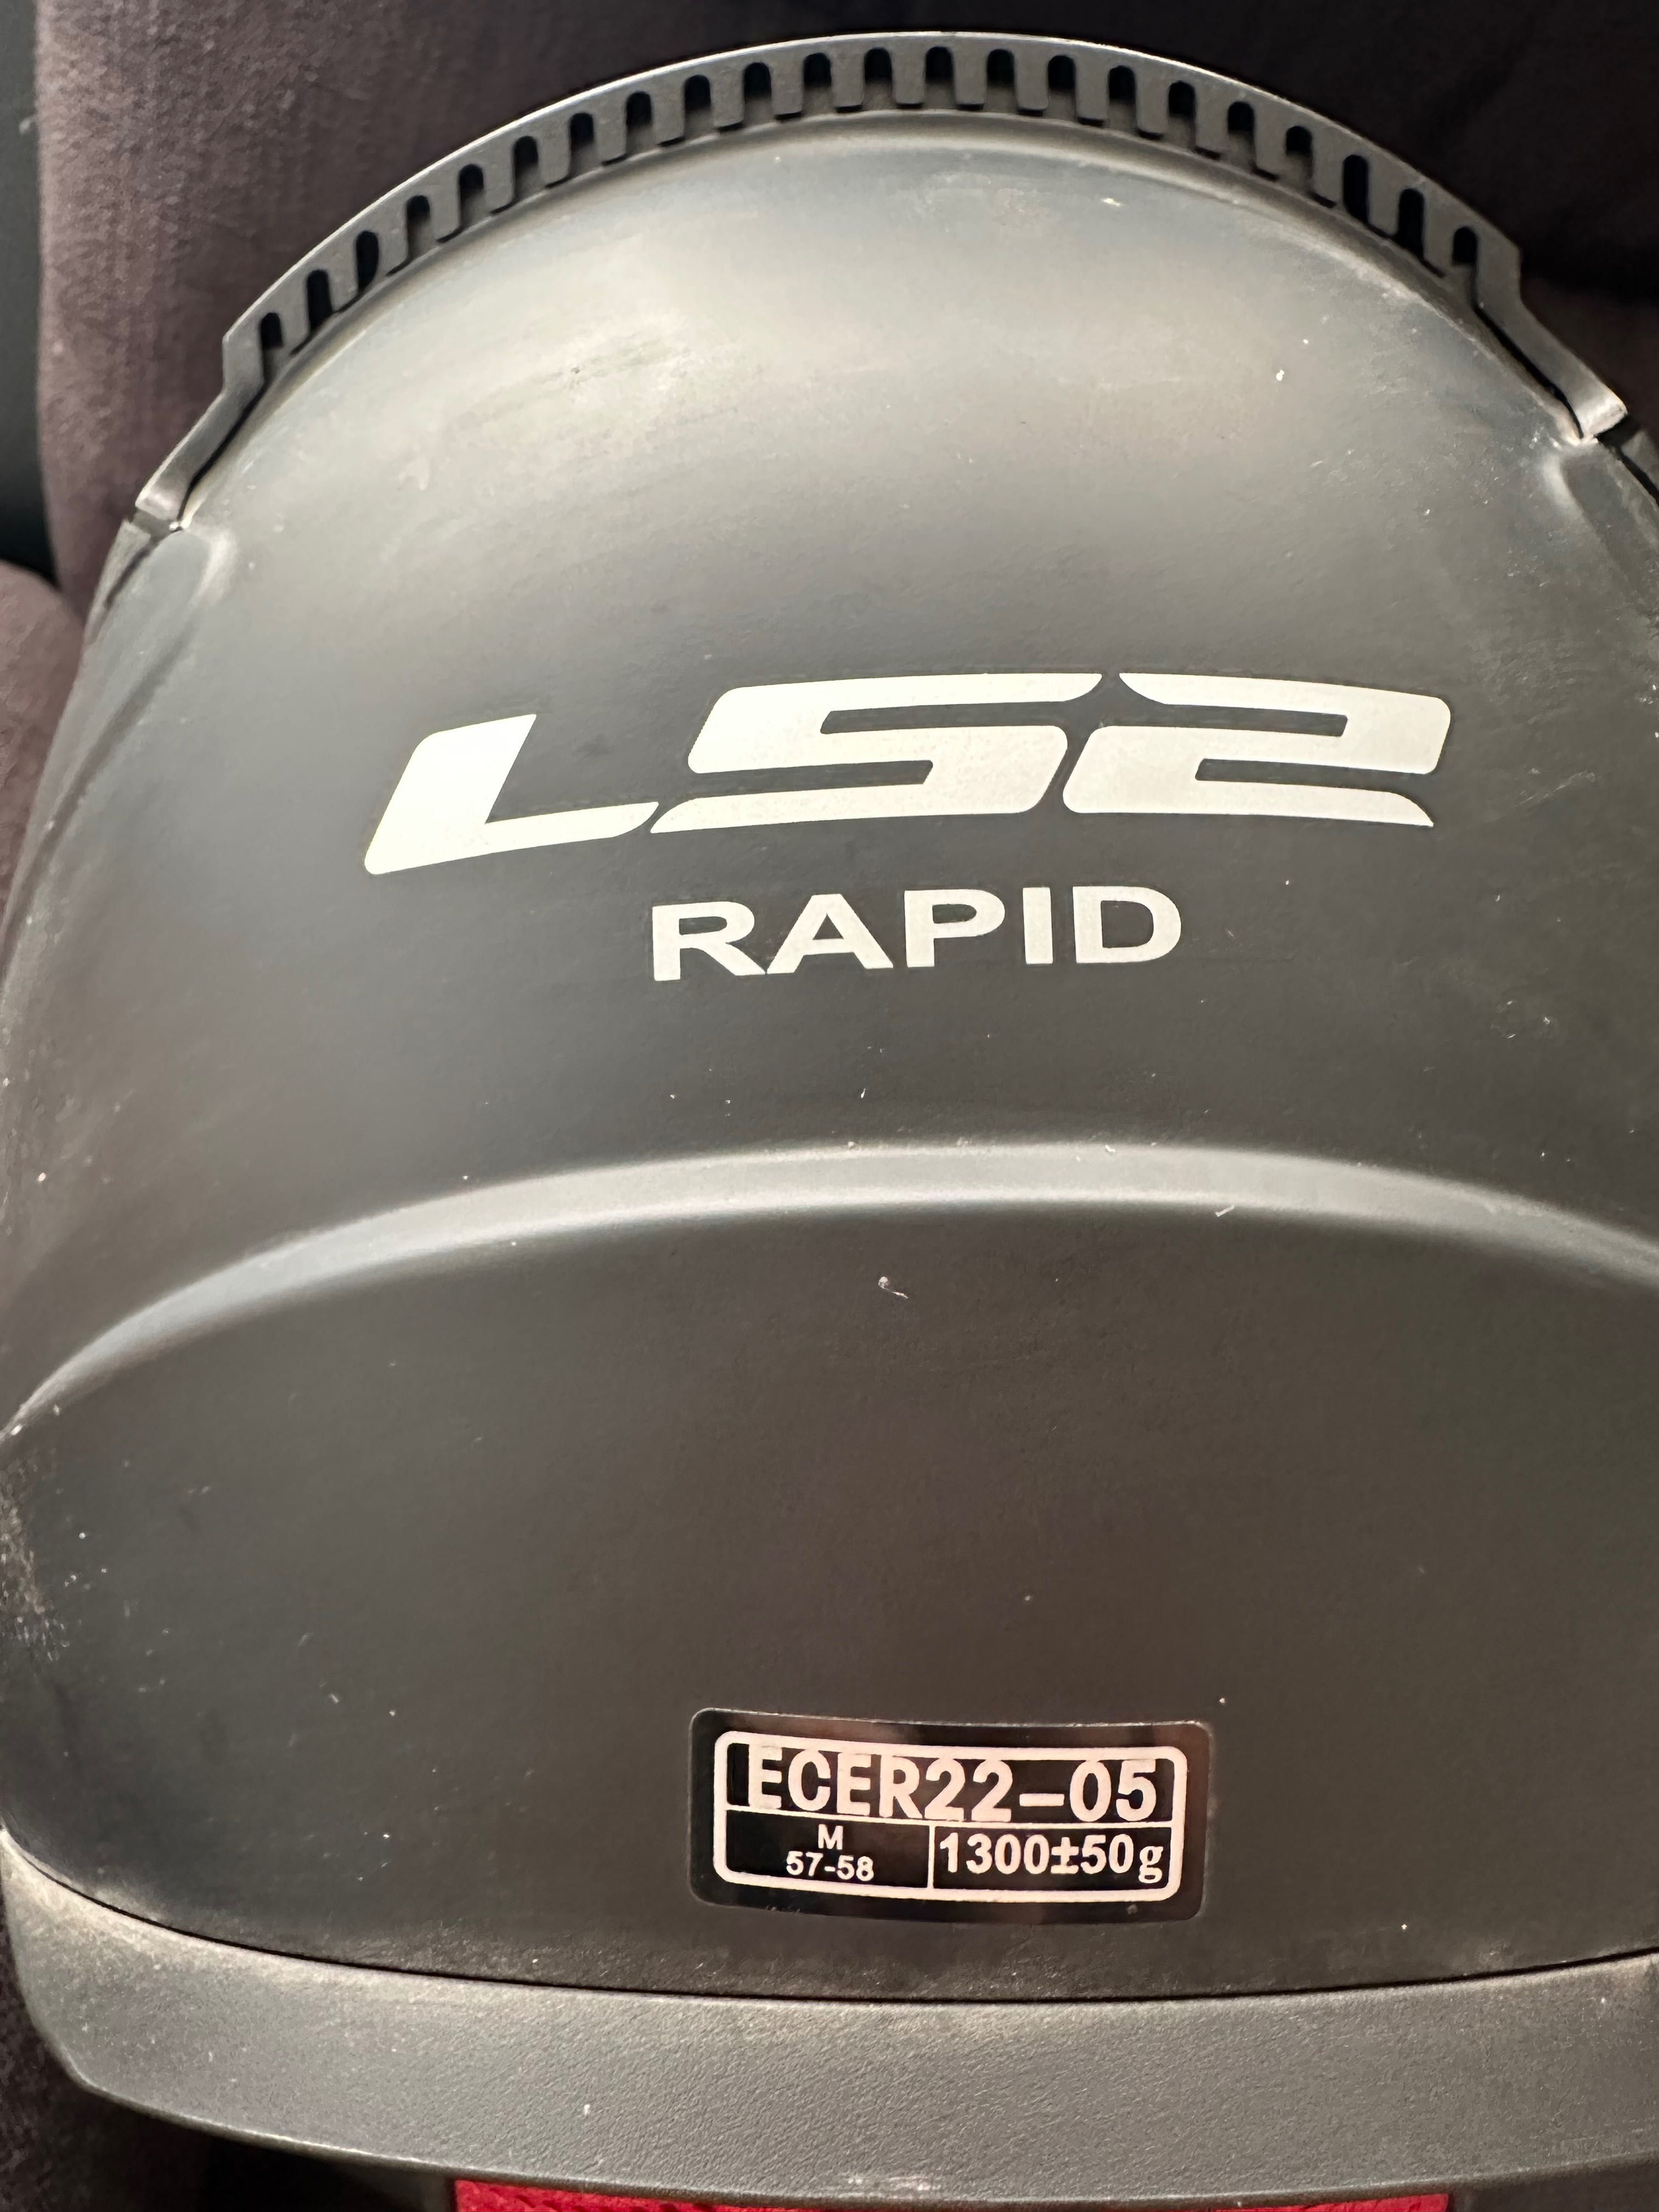 LS2
RAPID
ECER22-05
M
57-58
1300±50g